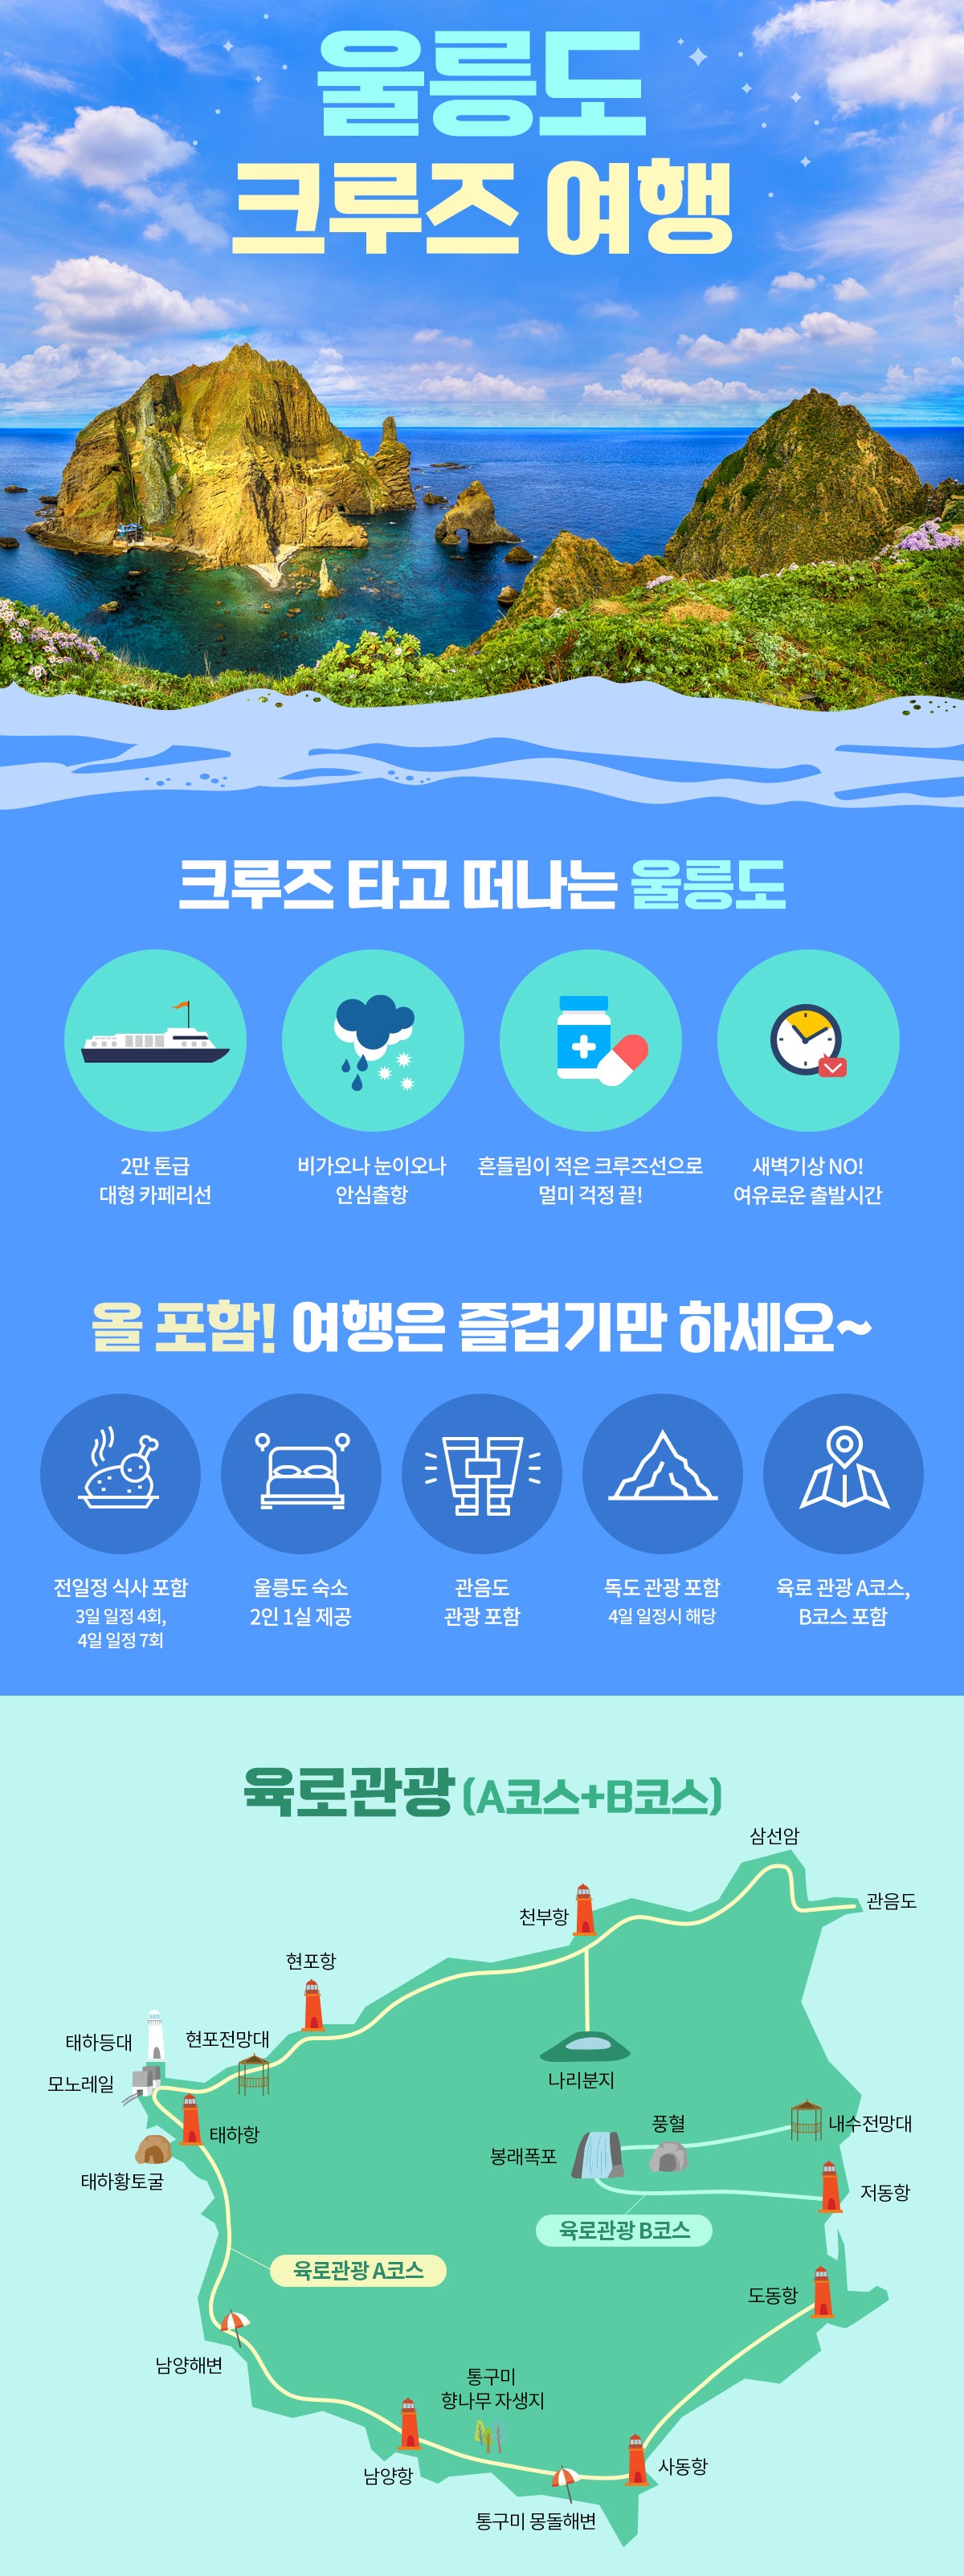 울릉도
크루즈 여행
크루즈 타고 떠나는 울릉도
2만 톤급
대형 카페리선
비가오나 눈이오나
안심출항
흔들림이 적은 크루즈선으로
멀미 걱정 끝!
새벽기상 NO!
여유로운 출발시간
올 포함! 여행은 즐겁기만 하세요~
전일정 식사 포함
3일 일정 4회,
4일 일정 7회
울릉도 숙소
2인 1실 제공
관음도
관광 포함
독도 관광 포함
4일 일정시 해당
육로 관광 A코스,
B코스 포함
육로관광 (A코스+B코스)
삼선암
관음도
천부항
현포항
태하등대
현포전망대
모노레일
나리분지
태하항
풍혈
내수전망대
봉래폭포
태하황토굴
저동항
육로관광 B코스
육로관광 A코스
도동항
남양해변
통구미
향나무 자생지
사동항
남양항
통구미 몽돌해변